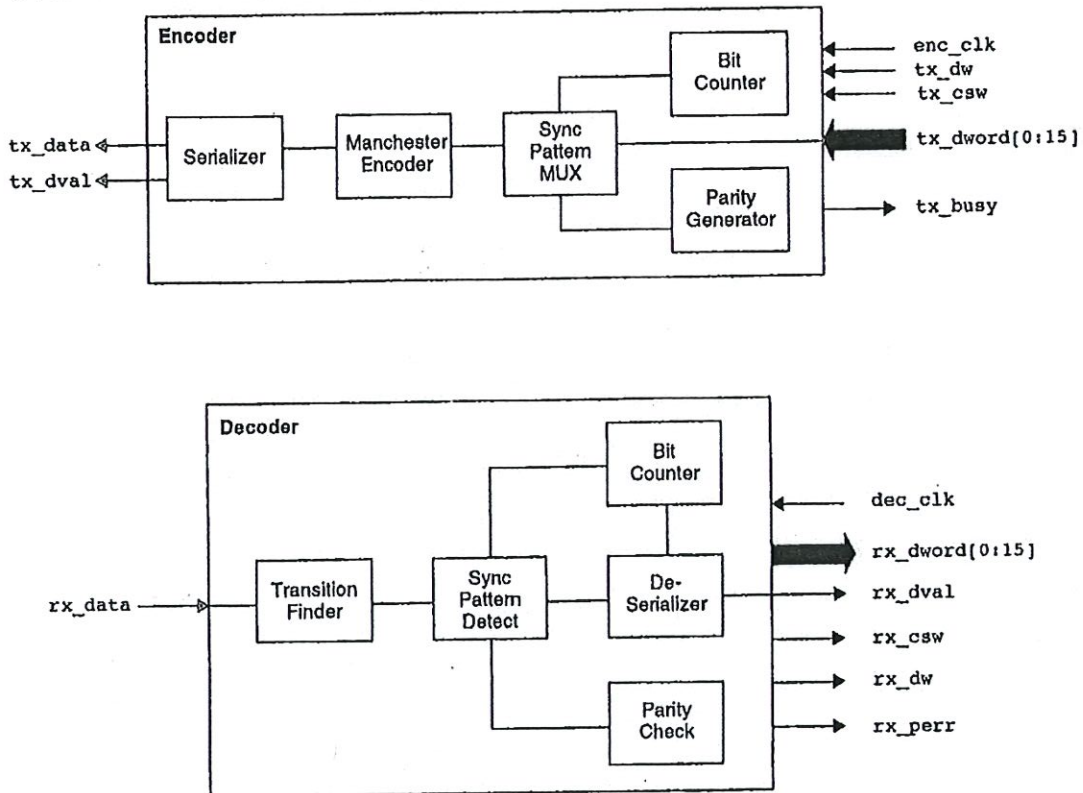 Encoder
Bit
Counter
enc_clk
tx_dw
tx_csw
tx_data
tx_dval
Serializer
Manchester
Encoder
Sync
Pattern
MUX
tx_dword[0:15]
Parity
Generator
tx_busy
Decoder
Bit
Counter
dec_clk
rx_dword[0:15]
rx_data
Transition
Finder
Sync
Pattern
Detect
De-
Serializer
rx_dval
rx_csw
rx_dw
Parity
Check
rx_perr